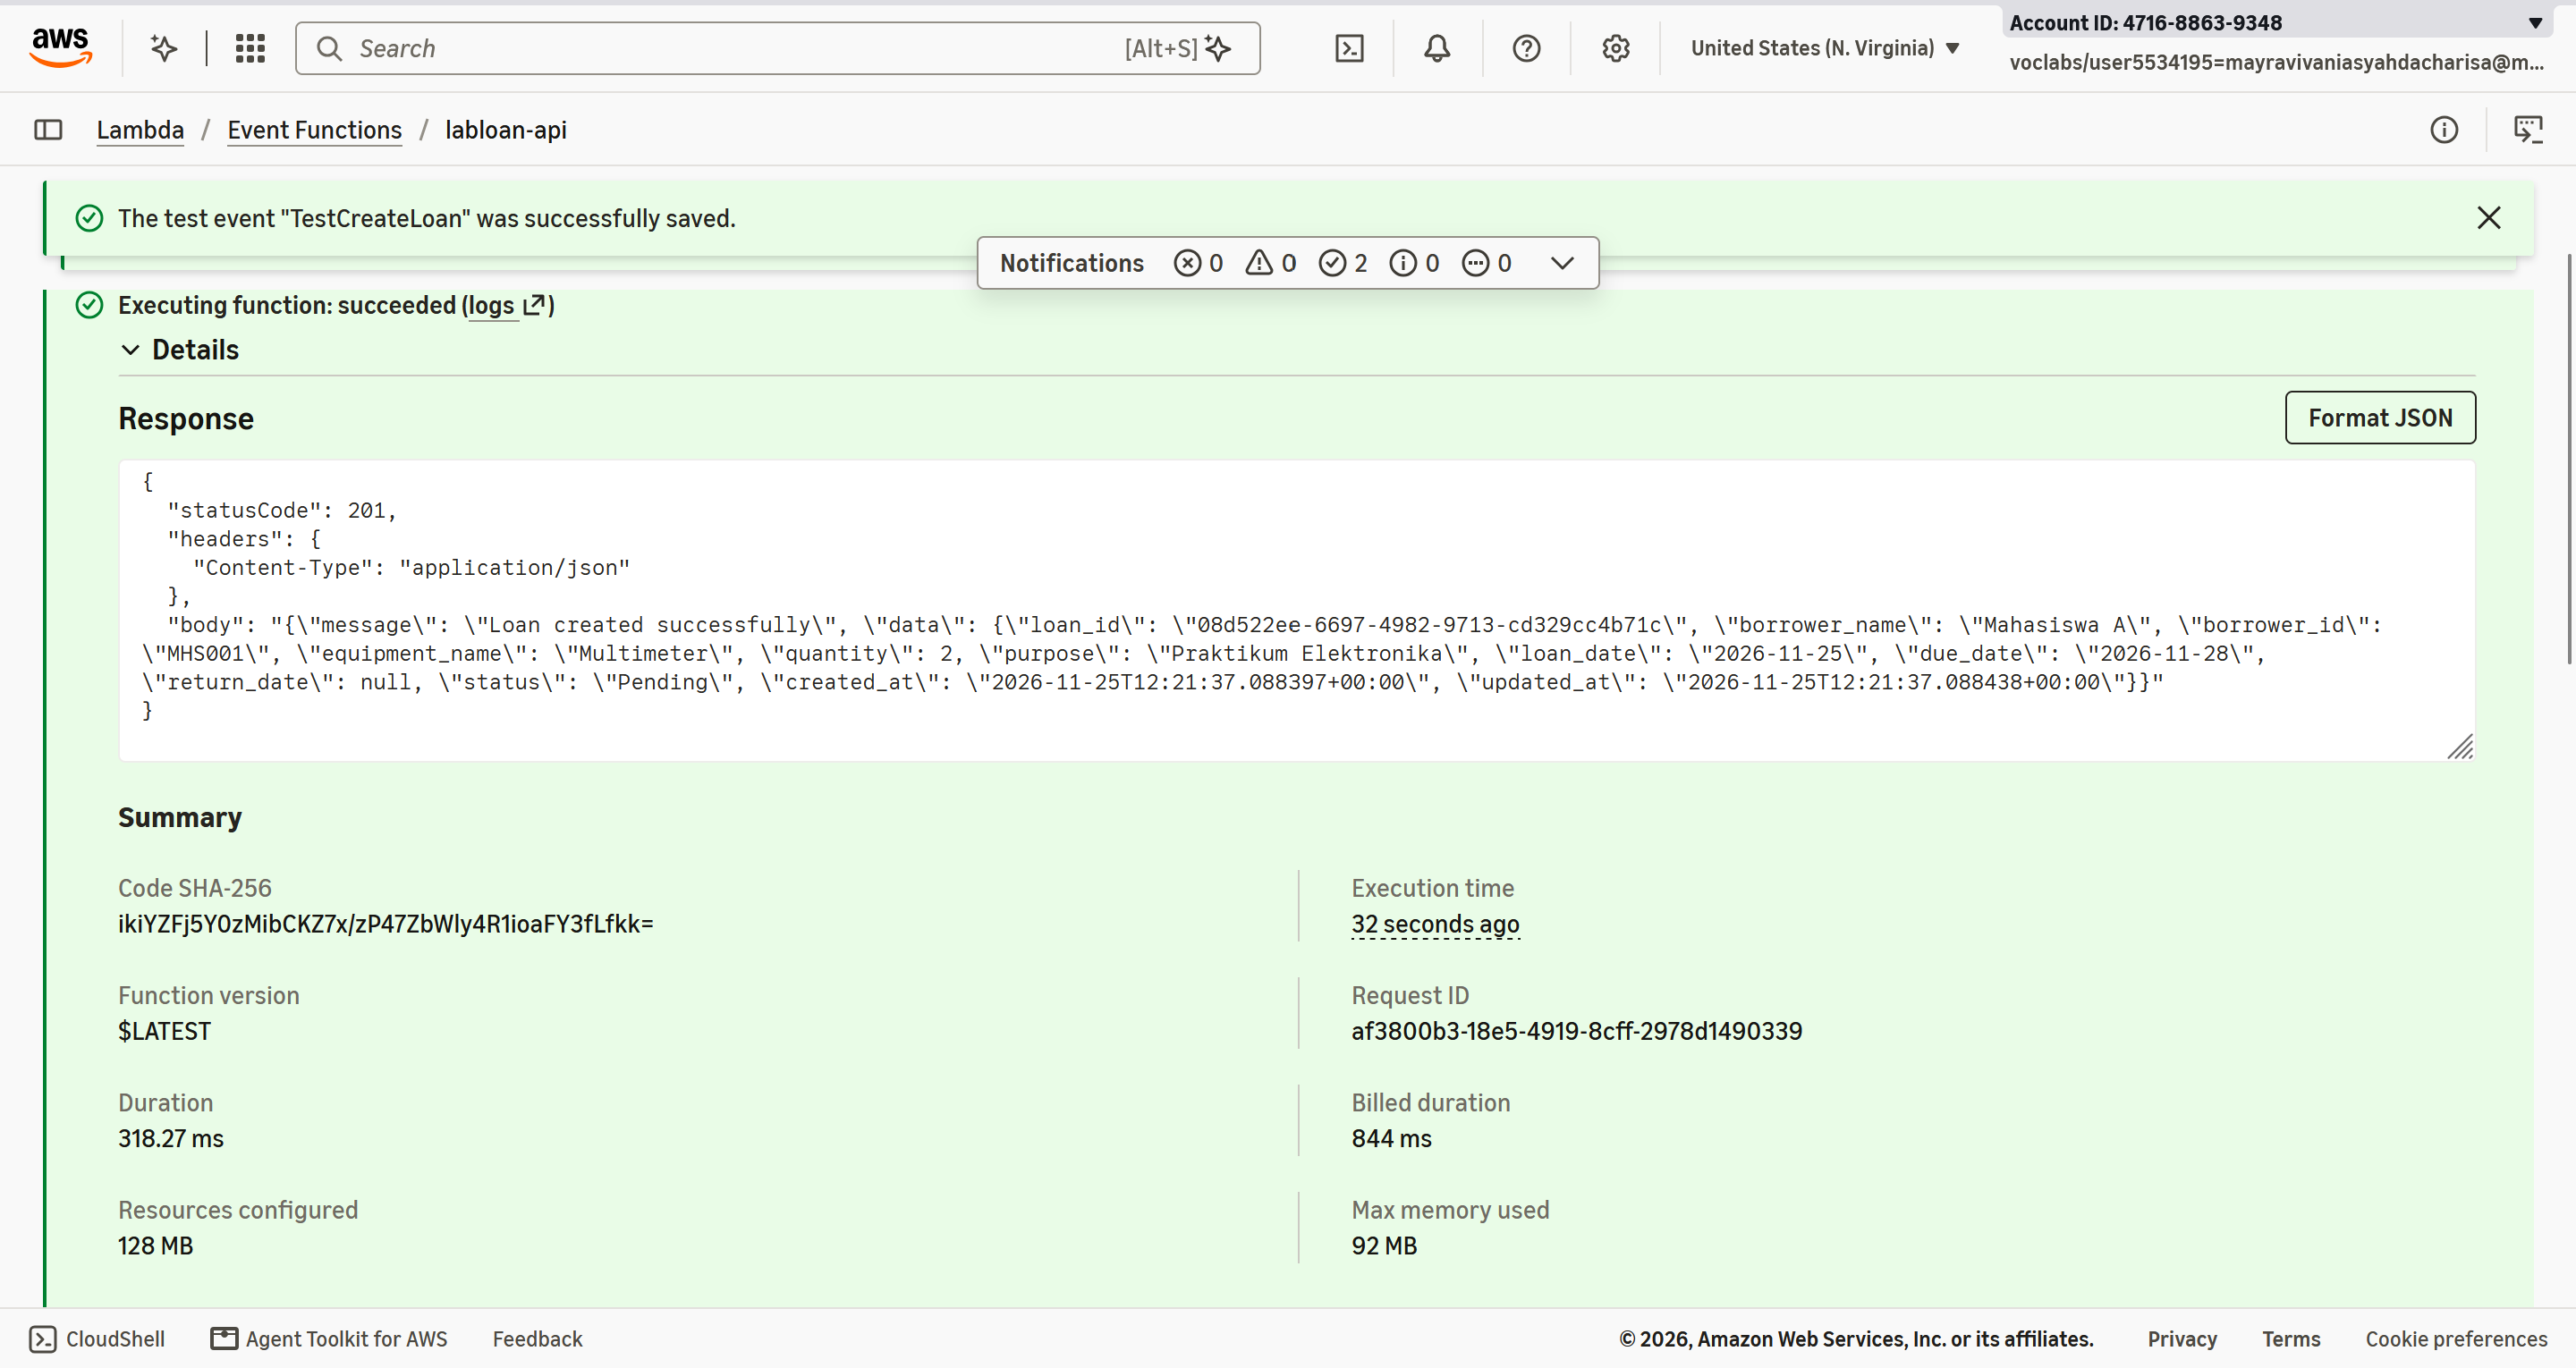 aws
Search
[Alt+S]
United States (N. Virginia)
Account ID: 4716-8863-9348
voclabs/user5534195=mayravivaniasyahdacharisa@m...
Lambda / Event Functions / labloan-api
The test event "TestCreateLoan" was successfully saved.
Notifications 0 0 2 0 0
Executing function: succeeded (logs)
Details
Response
Format JSON
{
"statusCode": 201,
"headers": {
"Content-Type": "application/json"
},
"body": "{\"message\": \"Loan created successfully\", \"data\": {\"loan_id\": \"08d522ee-6697-4982-9713-cd329cc4b71c\", \"borrower_name\": \"Mahasiswa A\", \"borrower_id\":
\"MHS001\", \"equipment_name\": \"Multimeter\", \"quantity\": 2, \"purpose\": \"Praktikum Elektronika\", \"loan_date\": \"2026-11-25\", \"due_date\": \"2026-11-28\",
\"return_date\": null, \"status\": \"Pending\", \"created_at\": \"2026-11-25T12:21:37.088397+00:00\", \"updated_at\": \"2026-11-25T12:21:37.088438+00:00\"}}"
}
Summary
Code SHA-256
ikiYZFj5Y0zMibCKZ7x/zP47ZbWly4R1ioaFY3fLfkk=
Execution time
32 seconds ago
Function version
$LATEST
Request ID
af3800b3-18e5-4919-8cff-2978d1490339
Duration
318.27 ms
Billed duration
844 ms
Resources configured
128 MB
Max memory used
92 MB
CloudShell
Agent Toolkit for AWS
Feedback
© 2026, Amazon Web Services, Inc. or its affiliates.
Privacy
Terms
Cookie preferences